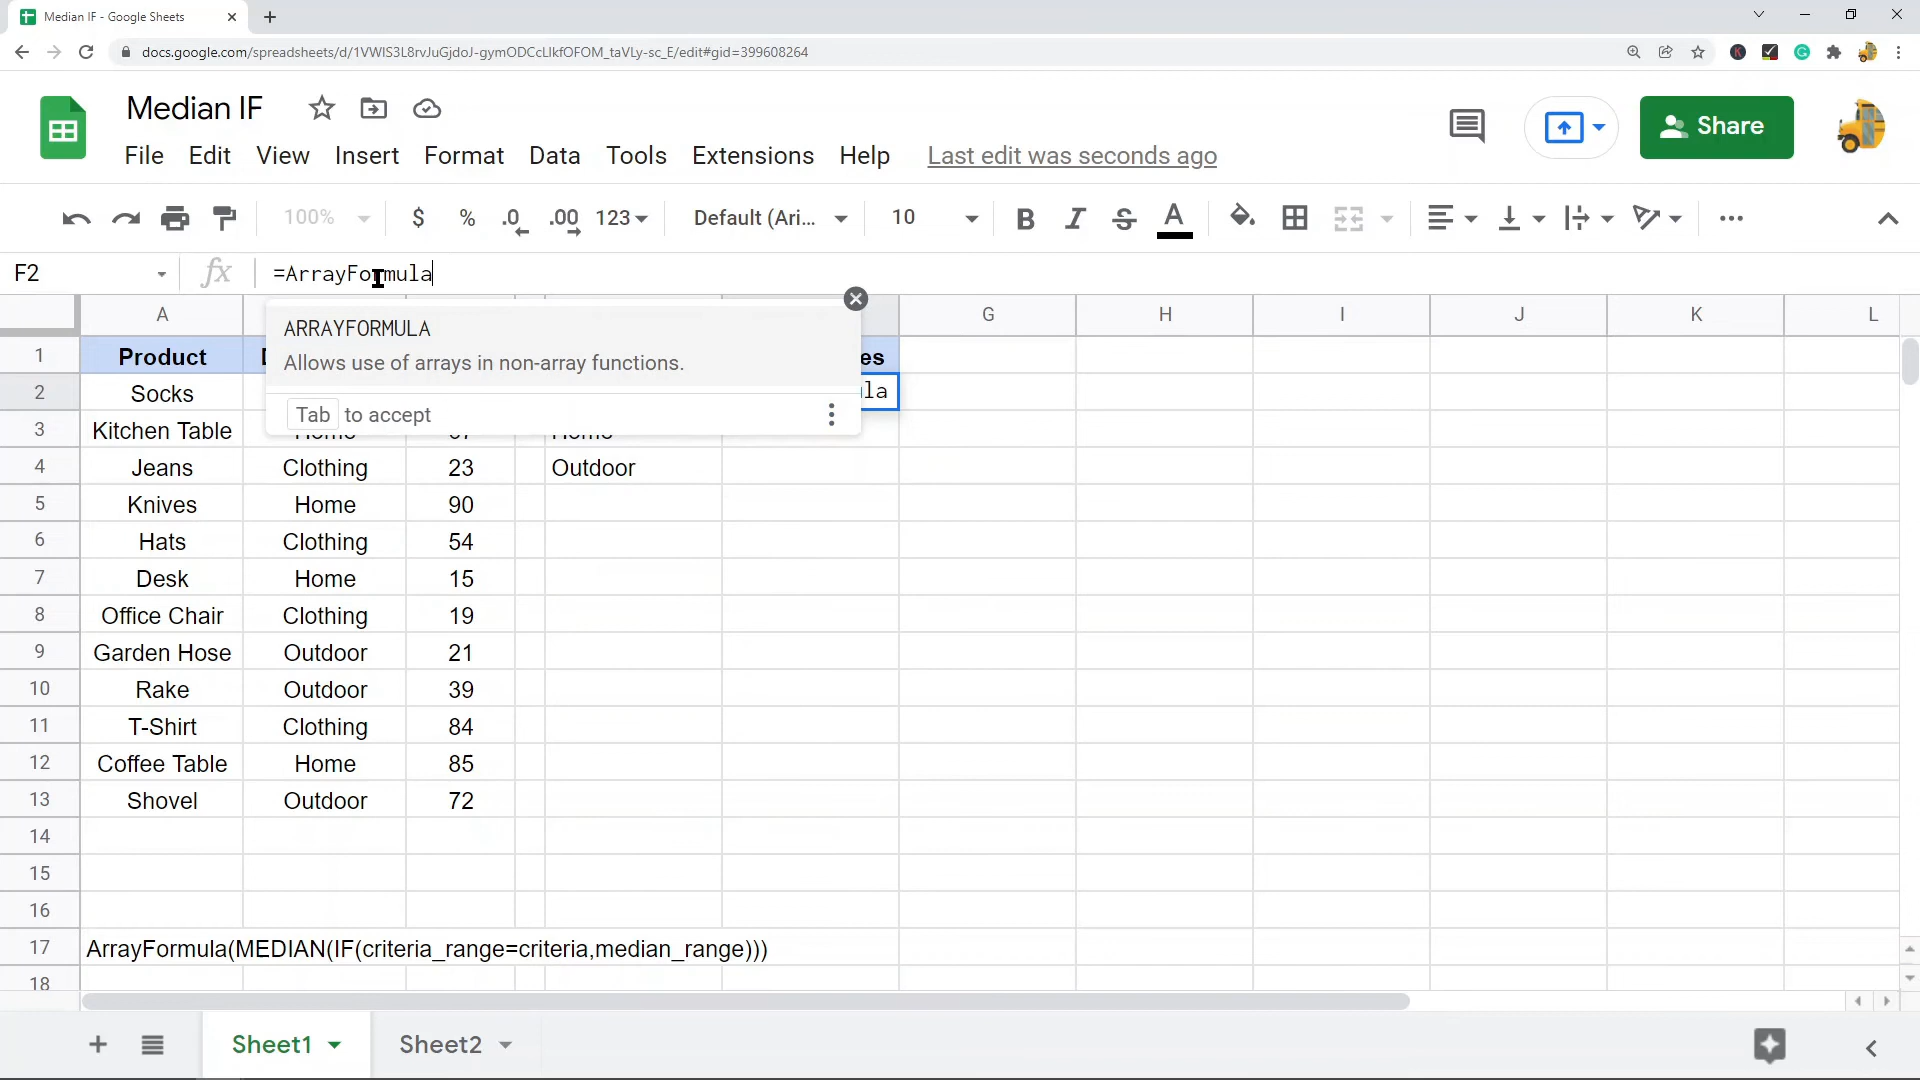 Median IF - Google Sheets
docs.google.com/spreadsheets/d/1VWIS3L8rvJuGjdoJ-gymODCcLIkfOFOM_taVLy-sc_E/edit#gid=399608264
Median IF
Share
File Edit View Insert Format Data Tools Extensions Help Last edit was seconds ago
100% $ % .0 .00 123 Default (Ari... 10 B I S A
F2 fx =ArrayFormula
A G H I J K L
ARRAYFORMULA
Allows use of arrays in non-array functions.
Tab to accept
1 Product es
2 Socks la
3 Kitchen Table Home 67 Home
4 Jeans Clothing 23 Outdoor
5 Knives Home 90
6 Hats Clothing 54
7 Desk Home 15
8 Office Chair Clothing 19
9 Garden Hose Outdoor 21
10 Rake Outdoor 39
11 T-Shirt Clothing 84
12 Coffee Table Home 85
13 Shovel Outdoor 72
14
15
16
17 ArrayFormula(MEDIAN(IF(criteria_range=criteria,median_range)))
18
Sheet1 Sheet2